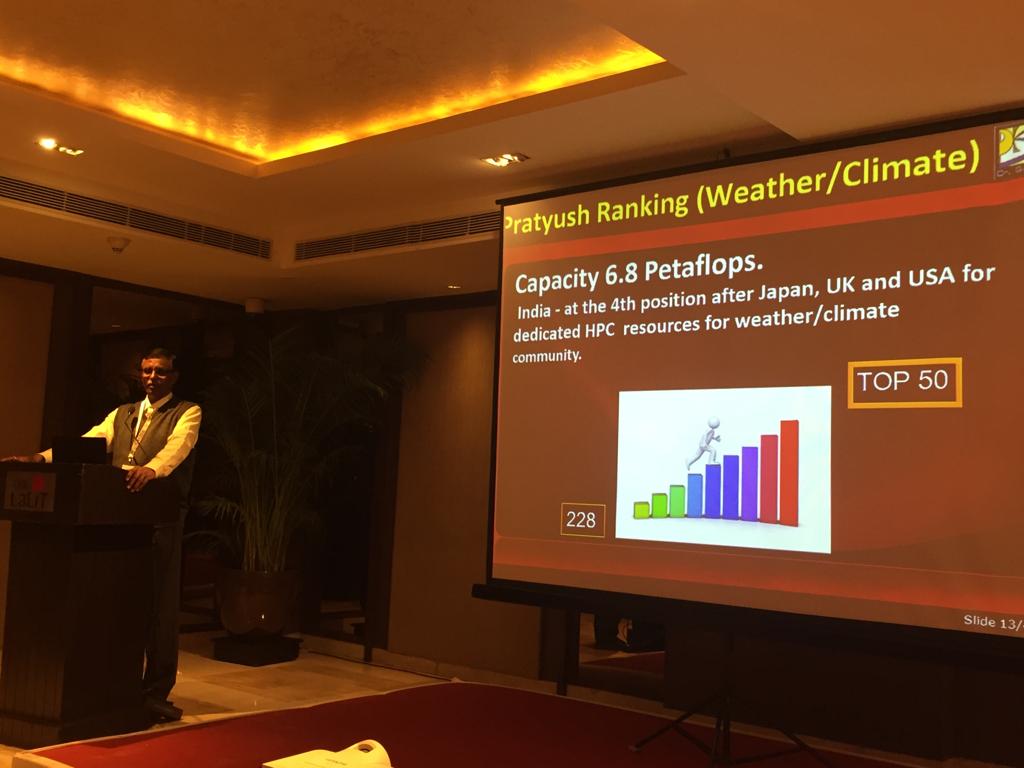 Pratyush Ranking (Weather/Climate)
Capacity 6.8 Petaflops.
India - at the 4th position after Japan, UK and USA for
dedicated HPC resources for weather/climate
community.
TOP 50
228
Slide 13/
LaLiT